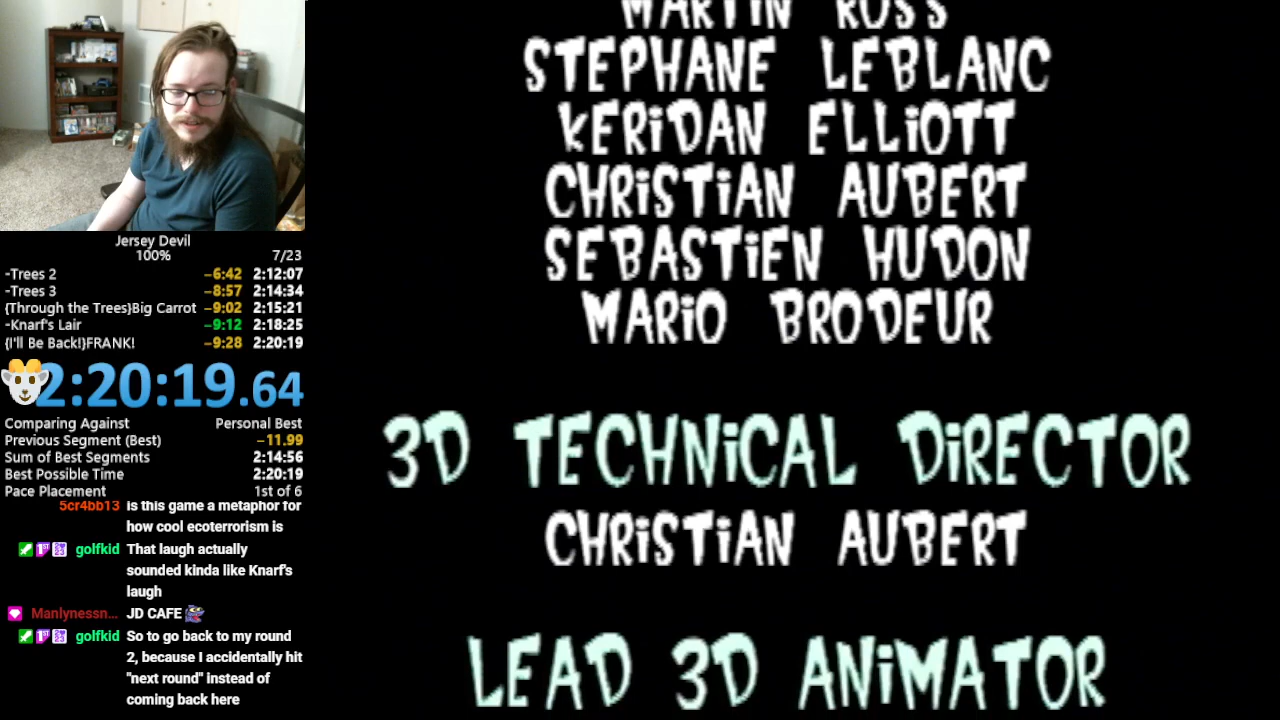 MARTiN ROSS
STEPHANE LEBLANC
KERiDAN ELLiOTT
CHRiSTiAN AUBERT
SEBASTiEN HUDON
MARiO BRODEUR
3D TECHNiCAL DiRECTOR
CHRiSTiAN AUBERT
LEAD 3D ANiMATOR
Jersey Devil
100% 7/23
-Trees 2 −6:42 2:12:07
-Trees 3 −8:57 2:14:34
{Through the Trees}Big Carrot −9:02 2:15:21
-Knarf's Lair −9:12 2:18:25
{I'll Be Back!}FRANK! −9:28 2:20:19
2:20:19.64
Comparing Against Personal Best
Previous Segment (Best) −11.99
Sum of Best Segments 2:14:56
Best Possible Time 2:20:19
Pace Placement 1st of 6
5cr4bb13 is this game a metaphor for
how cool ecoterrorism is
golfkid That laugh actually
sounded kinda like Knarf's
laugh
Manlynessn... JD CAFE
golfkid So to go back to my round
2, because I accidentally hit
"next round" instead of
coming back here